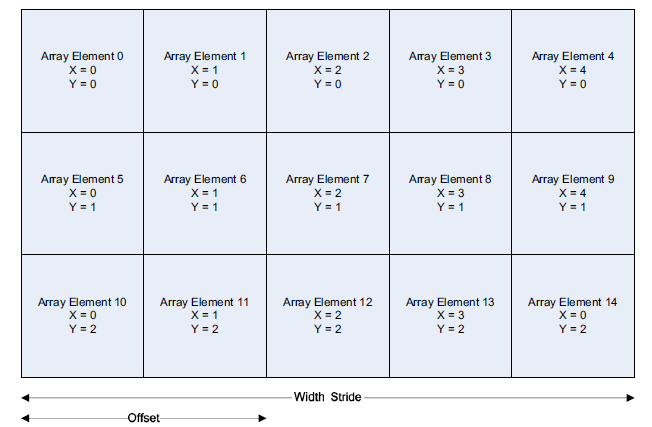 Array Element 0
X = 0
Y = 0
Array Element 1
X = 1
Y = 0
Array Element 2
X = 2
Y = 0
Array Element 3
X = 3
Y = 0
Array Element 4
X = 4
Y = 0
Array Element 5
X = 0
Y = 1
Array Element 6
X = 1
Y = 1
Array Element 7
X = 2
Y = 1
Array Element 8
X = 3
Y = 1
Array Element 9
X = 4
Y = 1
Array Element 10
X = 0
Y = 2
Array Element 11
X = 1
Y = 2
Array Element 12
X = 2
Y = 2
Array Element 13
X = 3
Y = 2
Array Element 14
X = 0
Y = 2
Width Stride
Offset